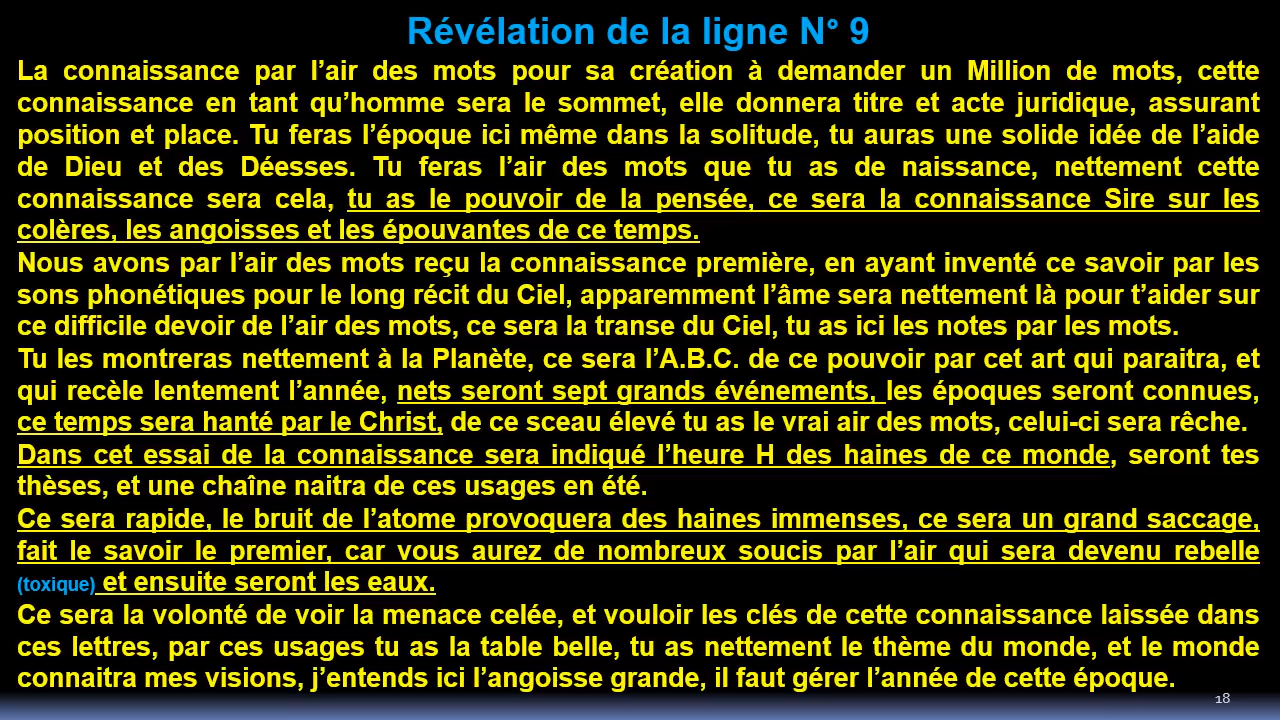 Révélation de la ligne N° 9
La connaissance par l’air des mots pour sa création à demander un Million de mots, cette
connaissance en tant qu’homme sera le sommet, elle donnera titre et acte juridique, assurant
position et place. Tu feras l’époque ici même dans la solitude, tu auras une solide idée de l’aide
de Dieu et des Déesses. Tu feras l’air des mots que tu as de naissance, nettement cette
connaissance sera cela, tu as le pouvoir de la pensée, ce sera la connaissance Sire sur les
colères, les angoisses et les épouvantes de ce temps.
Nous avons par l’air des mots reçu la connaissance première, en ayant inventé ce savoir par les
sons phonétiques pour le long récit du Ciel, apparemment l’âme sera nettement là pour t’aider sur
ce difficile devoir de l’air des mots, ce sera la transe du Ciel, tu as ici les notes par les mots.
Tu les montreras nettement à la Planète, ce sera l’A.B.C. de ce pouvoir par cet art qui paraitra, et
qui recèle lentement l’année, nets seront sept grands événements, les époques seront connues,
ce temps sera hanté par le Christ, de ce sceau élevé tu as le vrai air des mots, celui-ci sera rêche.
Dans cet essai de la connaissance sera indiqué l’heure H des haines de ce monde, seront tes
thèses, et une chaîne naitra de ces usages en été.
Ce sera rapide, le bruit de l’atome provoquera des haines immenses, ce sera un grand saccage,
fait le savoir le premier, car vous aurez de nombreux soucis par l’air qui sera devenu rebelle
(toxique) et ensuite seront les eaux.
Ce sera la volonté de voir la menace celée, et vouloir les clés de cette connaissance laissée dans
ces lettres, par ces usages tu as la table belle, tu as nettement le thème du monde, et le monde
connaitra mes visions, j’entends ici l’angoisse grande, il faut gérer l’année de cette époque.
18